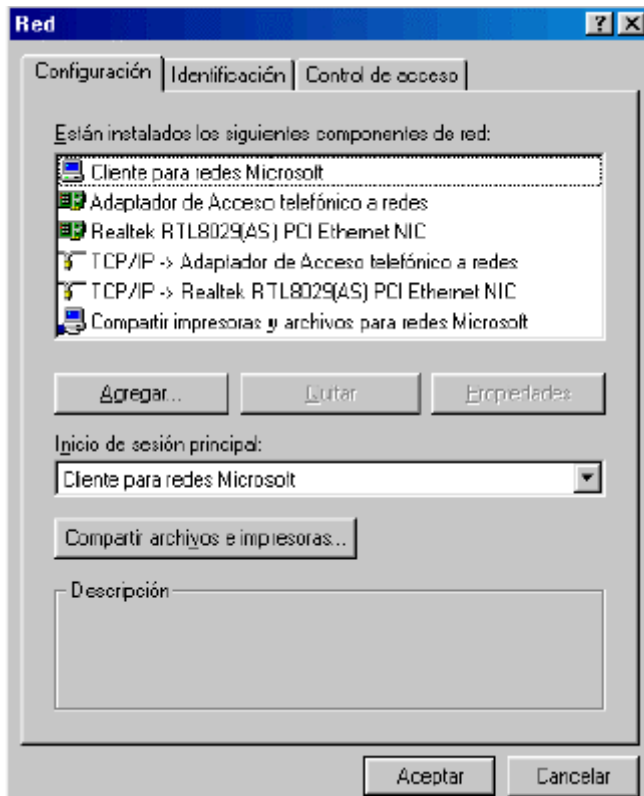 Red
Configuración Identificación Control de acceso
Están instalados los siguientes componentes de red:
Cliente para redes Microsoft
Adaptador de Acceso telefónico a redes
Realtek RTL8029(AS) PCI Ethernet NIC
TCP/IP -> Adaptador de Acceso telefónico a redes
TCP/IP -> Realtek RTL8029(AS) PCI Ethernet NIC
Compartir impresoras y archivos para redes Microsoft
Agregar... Quitar Propiedades
Inicio de sesión principal:
Cliente para redes Microsoft
Compartir archivos e impresoras...
Descripción
Aceptar Cancelar